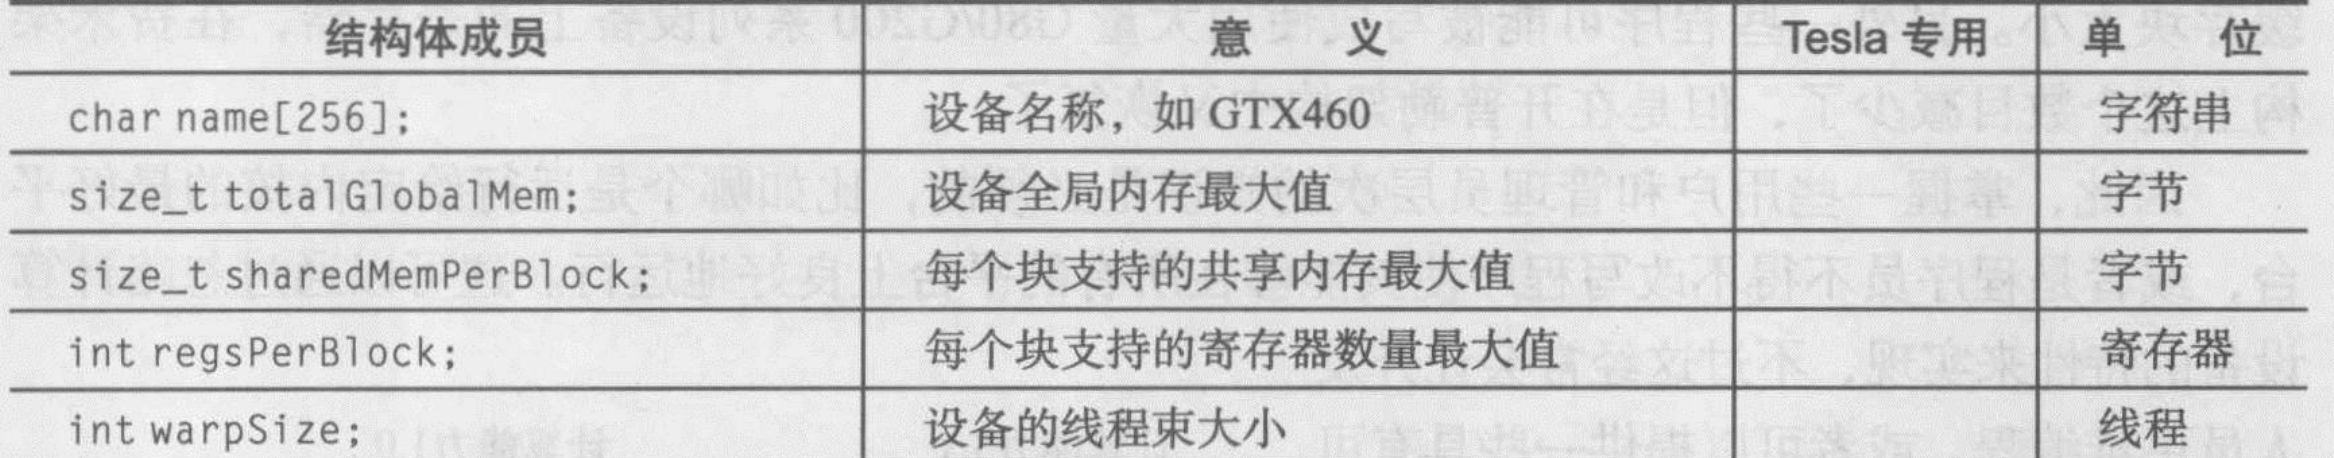 结构体成员 意 义 Tesla 专用 单 位
char name[256]; 设备名称，如 GTX460 字符串
size_t totalGlobalMem; 设备全局内存最大值 字节
size_t sharedMemPerBlock; 每个块支持的共享内存最大值 字节
int regsPerBlock; 每个块支持的寄存器数量最大值 寄存器
int warpSize; 设备的线程束大小 线程